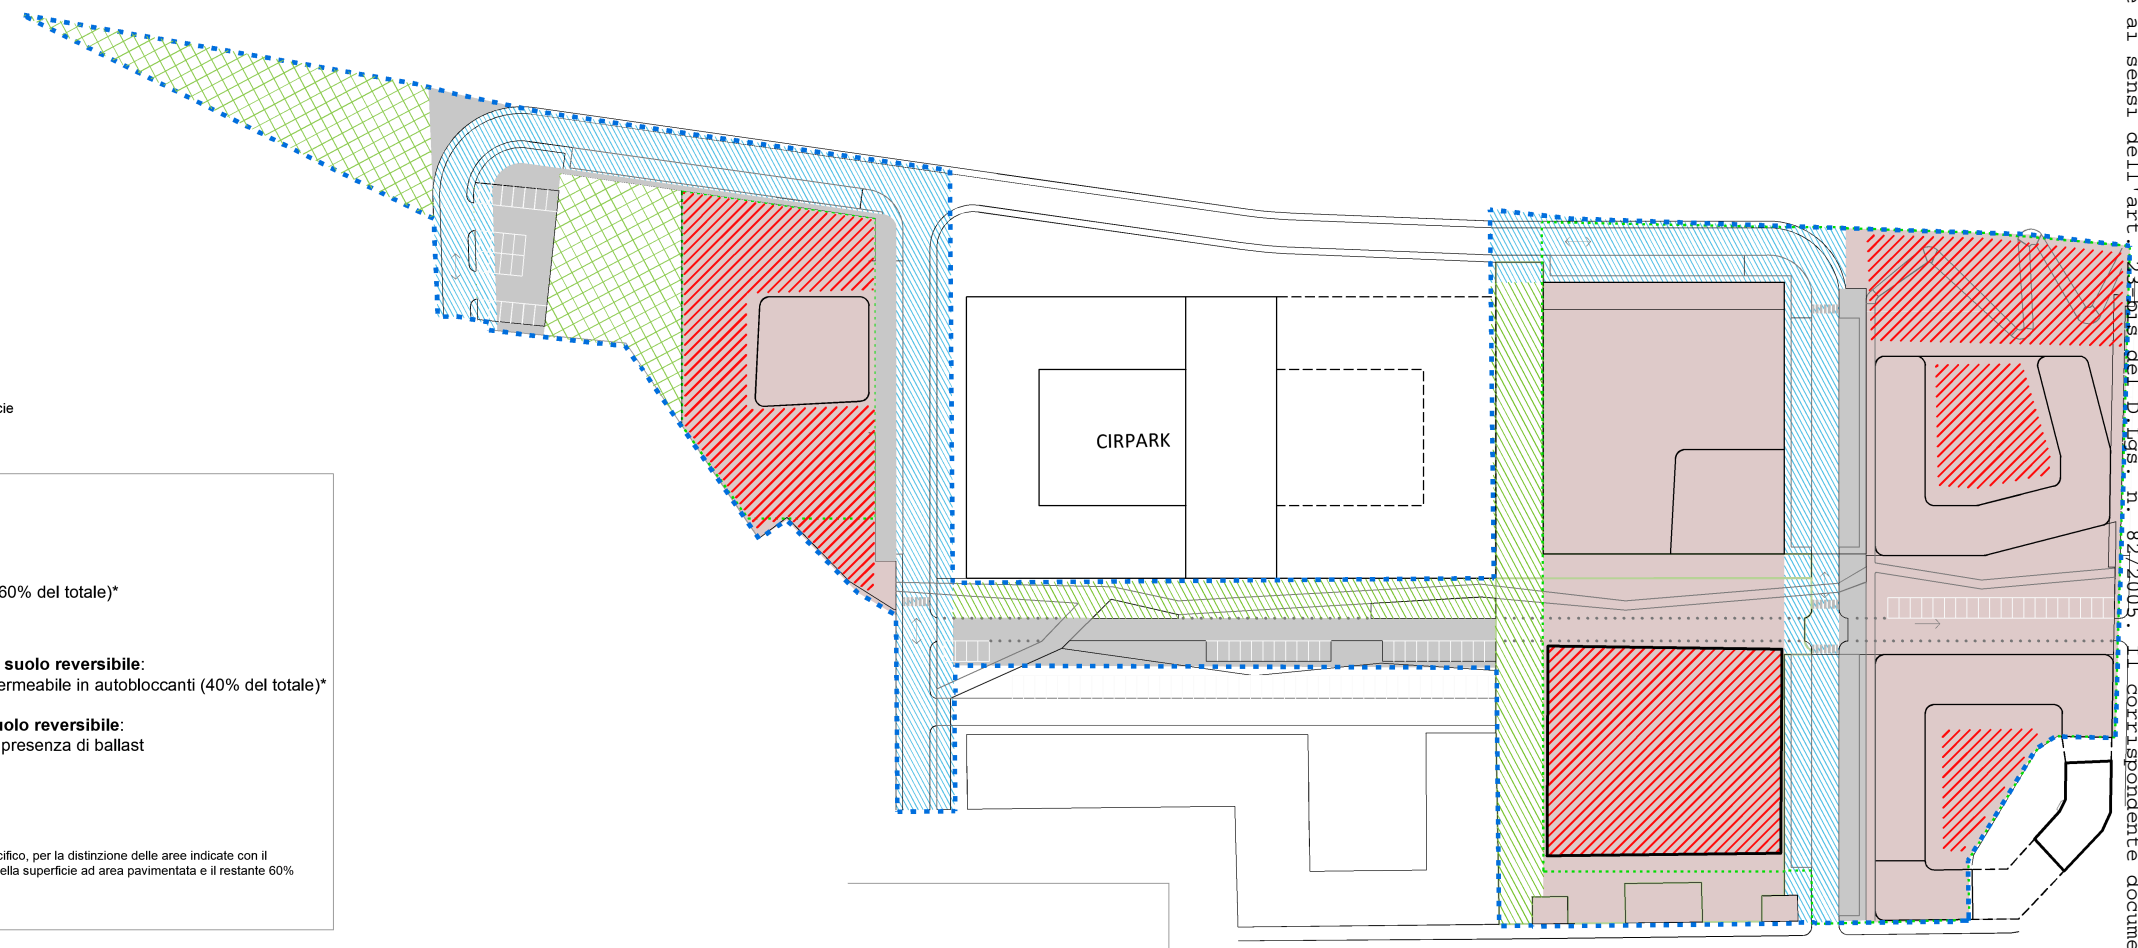 cie
60% del totale)*
suolo reversibile:
ermeabile in autobloccanti (40% del totale)*
uolo reversibile:
presenza di ballast
cifico, per la distinzione delle aree indicate con il
ella superficie ad area pavimentata e il restante 60%
CIRPARK
e ai sensi dell'art. 23-bis del D.lgs. n. 82/2005. Il corrispondente docume